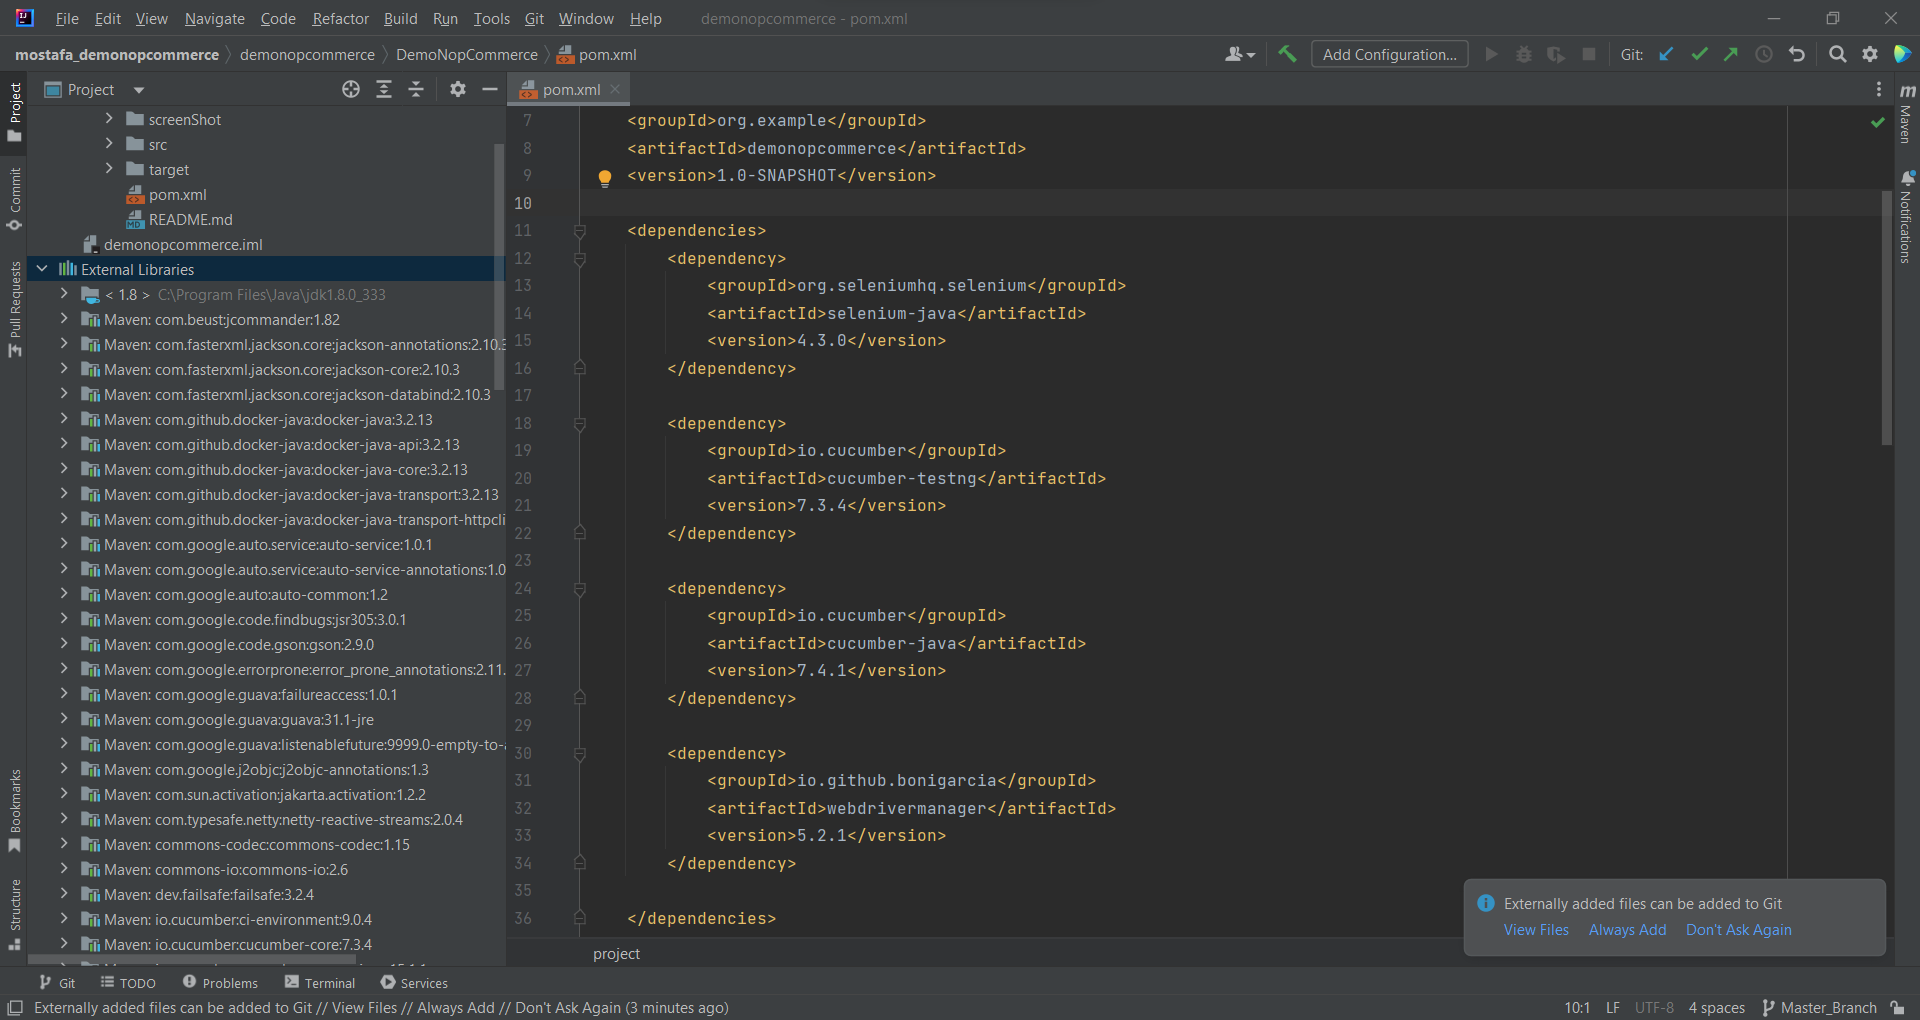 File Edit View Navigate Code Refactor Build Run Tools Git Window Help demonopcommerce - pom.xml
mostafa_demonopcommerce demonopcommerce DemoNopCommerce pom.xml Add Configuration... Git:
Project
pom.xml
Project
Commit
Pull Requests
Bookmarks
Structure
screenShot
src
target
pom.xml
README.md
demonopcommerce.iml
External Libraries
< 1.8 > C:\Program Files\Java\jdk1.8.0_333
Maven: com.beust:jcommander:1.82
Maven: com.fasterxml.jackson.core:jackson-annotations:2.10.3
Maven: com.fasterxml.jackson.core:jackson-core:2.10.3
Maven: com.fasterxml.jackson.core:jackson-databind:2.10.3
Maven: com.github.docker-java:docker-java:3.2.13
Maven: com.github.docker-java:docker-java-api:3.2.13
Maven: com.github.docker-java:docker-java-core:3.2.13
Maven: com.github.docker-java:docker-java-transport:3.2.13
Maven: com.github.docker-java:docker-java-transport-httpcli
Maven: com.google.auto.service:auto-service:1.0.1
Maven: com.google.auto.service:auto-service-annotations:1.0
Maven: com.google.auto:auto-common:1.2
Maven: com.google.code.findbugs:jsr305:3.0.1
Maven: com.google.code.gson:gson:2.9.0
Maven: com.google.errorprone:error_prone_annotations:2.11.
Maven: com.google.guava:failureaccess:1.0.1
Maven: com.google.guava:guava:31.1-jre
Maven: com.google.guava:listenablefuture:9999.0-empty-to-a
Maven: com.google.j2objc:j2objc-annotations:1.3
Maven: com.sun.activation:jakarta.activation:1.2.2
Maven: com.typesafe.netty:netty-reactive-streams:2.0.4
Maven: commons-codec:commons-codec:1.15
Maven: commons-io:commons-io:2.6
Maven: dev.failsafe:failsafe:3.2.4
Maven: io.cucumber:ci-environment:9.0.4
Maven: io.cucumber:cucumber-core:7.3.4
7 <groupId>org.example</groupId>
8 <artifactId>demonopcommerce</artifactId>
9 <version>1.0-SNAPSHOT</version>
10
11 <dependencies>
12 <dependency>
13 <groupId>org.seleniumhq.selenium</groupId>
14 <artifactId>selenium-java</artifactId>
15 <version>4.3.0</version>
16 </dependency>
17
18 <dependency>
19 <groupId>io.cucumber</groupId>
20 <artifactId>cucumber-testng</artifactId>
21 <version>7.3.4</version>
22 </dependency>
23
24 <dependency>
25 <groupId>io.cucumber</groupId>
26 <artifactId>cucumber-java</artifactId>
27 <version>7.4.1</version>
28 </dependency>
29
30 <dependency>
31 <groupId>io.github.bonigarcia</groupId>
32 <artifactId>webdrivermanager</artifactId>
33 <version>5.2.1</version>
34 </dependency>
35
36 </dependencies>
project
Maven
Notifications
Externally added files can be added to Git
View Files Always Add Don't Ask Again
Git TODO Problems Terminal Services
Externally added files can be added to Git // View Files // Always Add // Don't Ask Again (3 minutes ago) 10:1 LF UTF-8 4 spaces Master_Branch